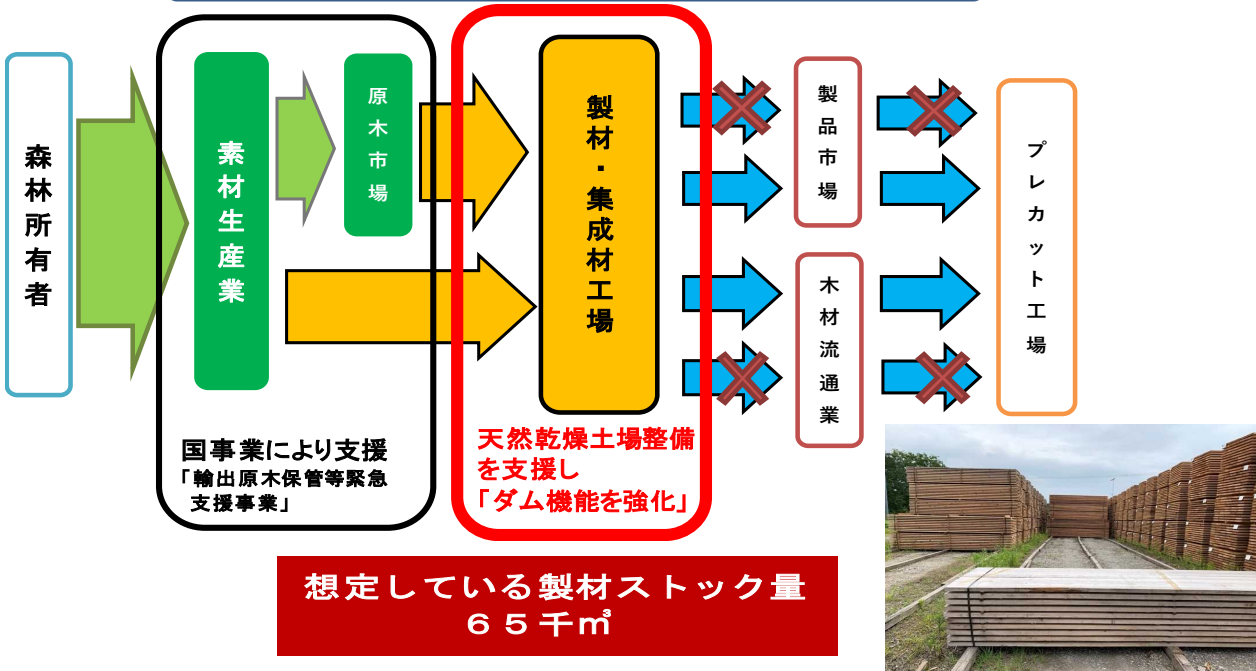 森林所有者
素材生産業
原木市場
製材・集成材工場
製品市場
木材流通業
プレカット工場
国事業により支援
「輸出原木保管等緊急
支援事業」
天然乾燥土場整備
を支援し
「ダム機能を強化」
想定している製材ストック量
６５千㎥